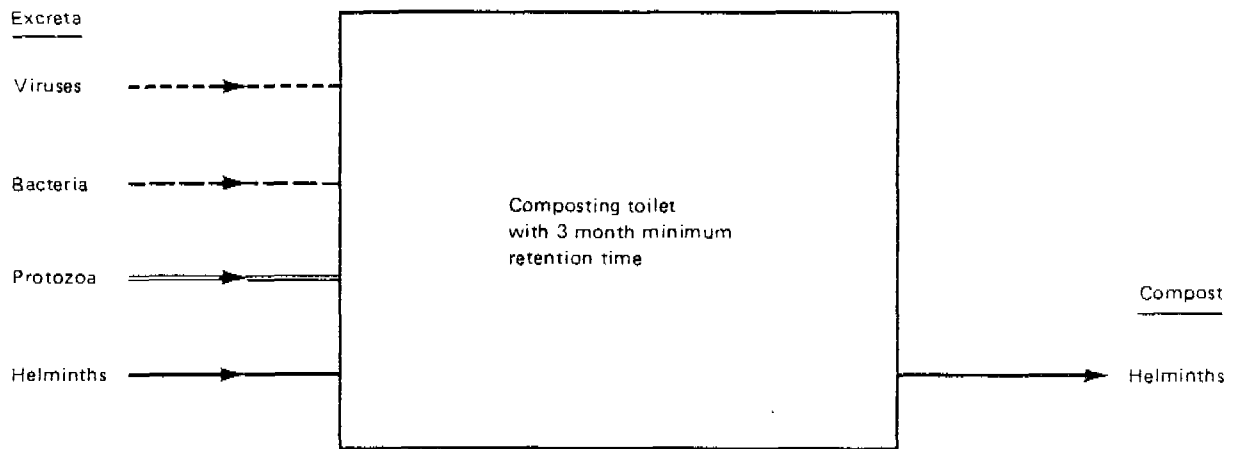 Excreta
Viruses
Bacteria
Protozoa
Helminths
Composting toilet
with 3 month minimum
retention time
Compost
Helminths